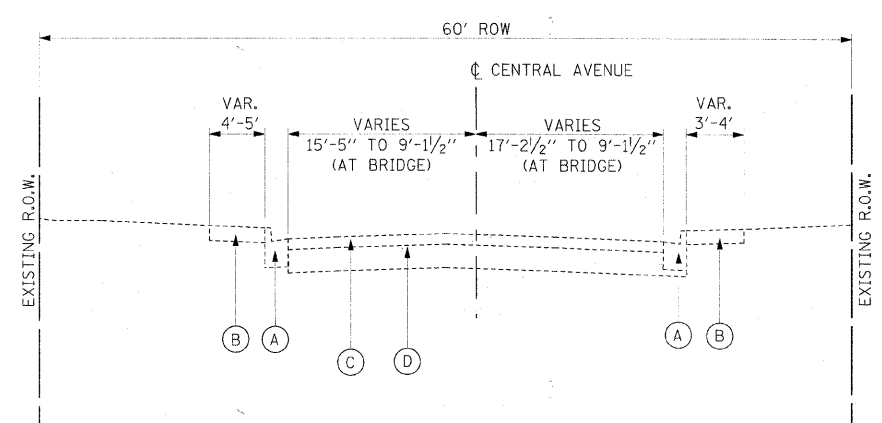 60' ROW
℄ CENTRAL AVENUE
VAR.
4'-5'
VARIES
15'-5" TO 9'-1½"
(AT BRIDGE)
VARIES
17'-2½" TO 9'-1½"
(AT BRIDGE)
VAR.
3'-4'
EXISTING R.O.W.
EXISTING R.O.W.
B
A
C
D
A
B